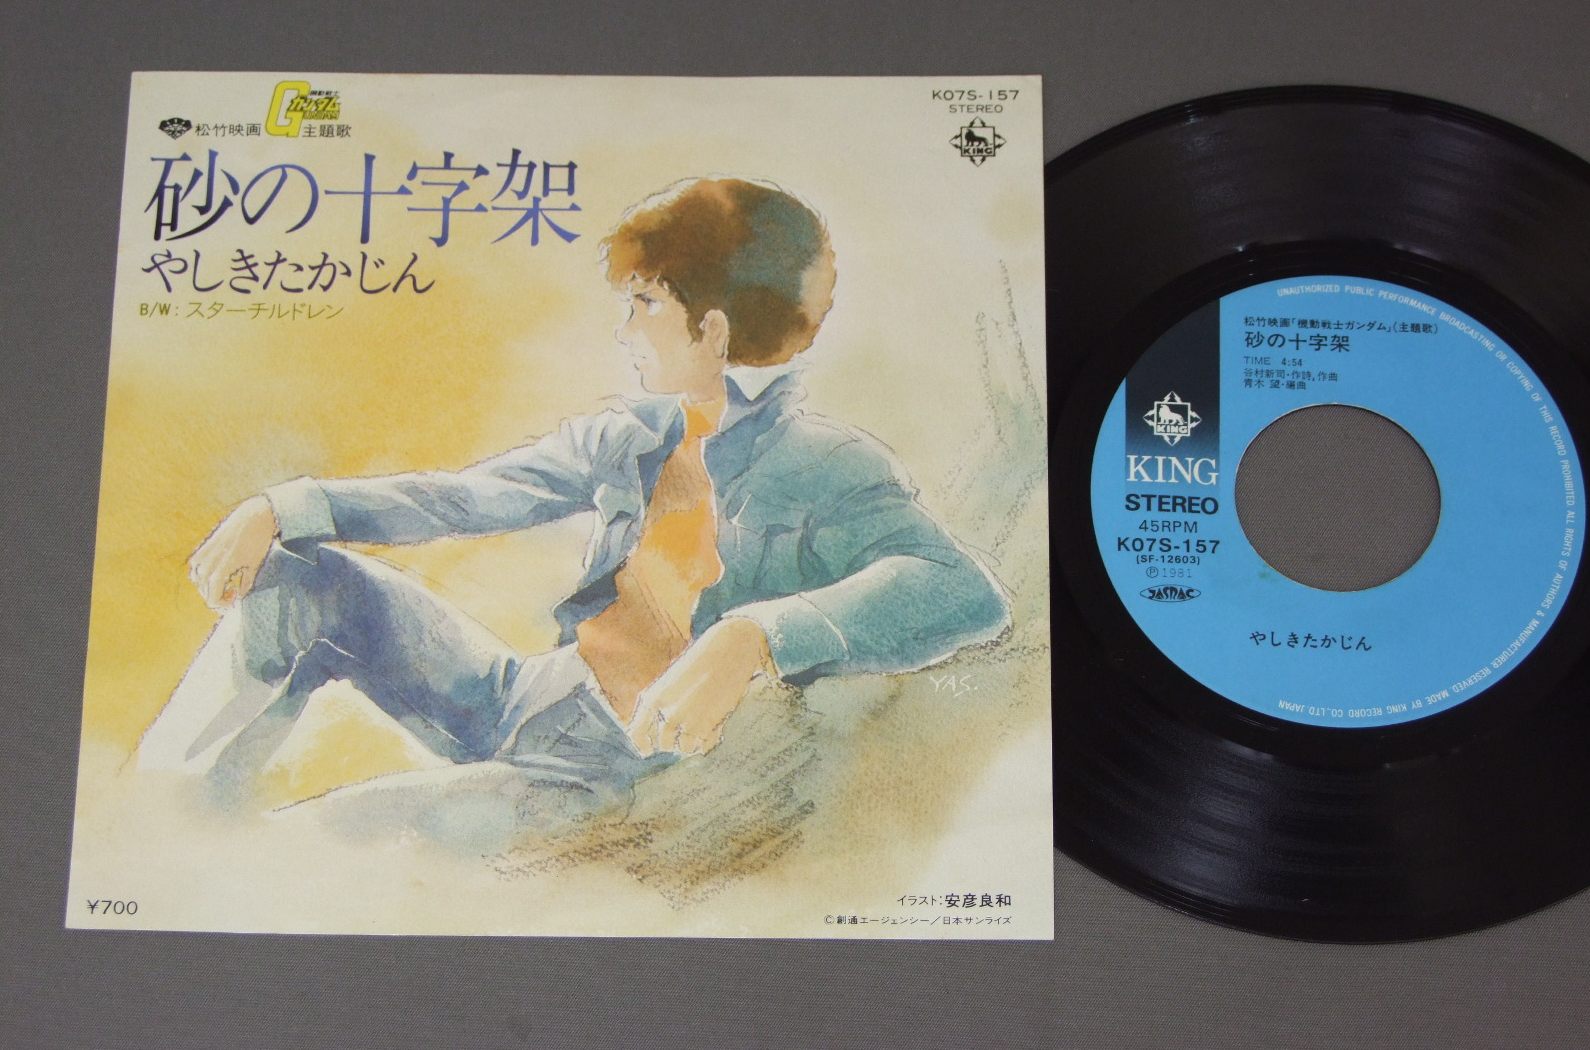 松竹映画 機動戦士ガンダム 主題歌
砂の十字架
やしきたかじん
B/W: スターチルドレン
K07S-157
STEREO
KING
YAS.
¥700
イラスト:安彦良和
©創通エージェンシー/日本サンライズ
UNAUTHORIZED PUBLIC PERFORMANCE BROADCASTING OR COPYING OF THIS RECORD PROHIBITED ALL RIGHTS OF AUTHORS & MANUFACTURER RESERVED MADE BY KING RECORD CO., LTD. JAPAN
松竹映画「機動戦士ガンダム」(主題歌)
砂の十字架
TIME 4:54
谷村新司・作詩,作曲
青木 望・編曲
KING
KING
STEREO
45RPM
K07S-157
(SF-12603)
℗1981
JASRAC
やしきたかじん